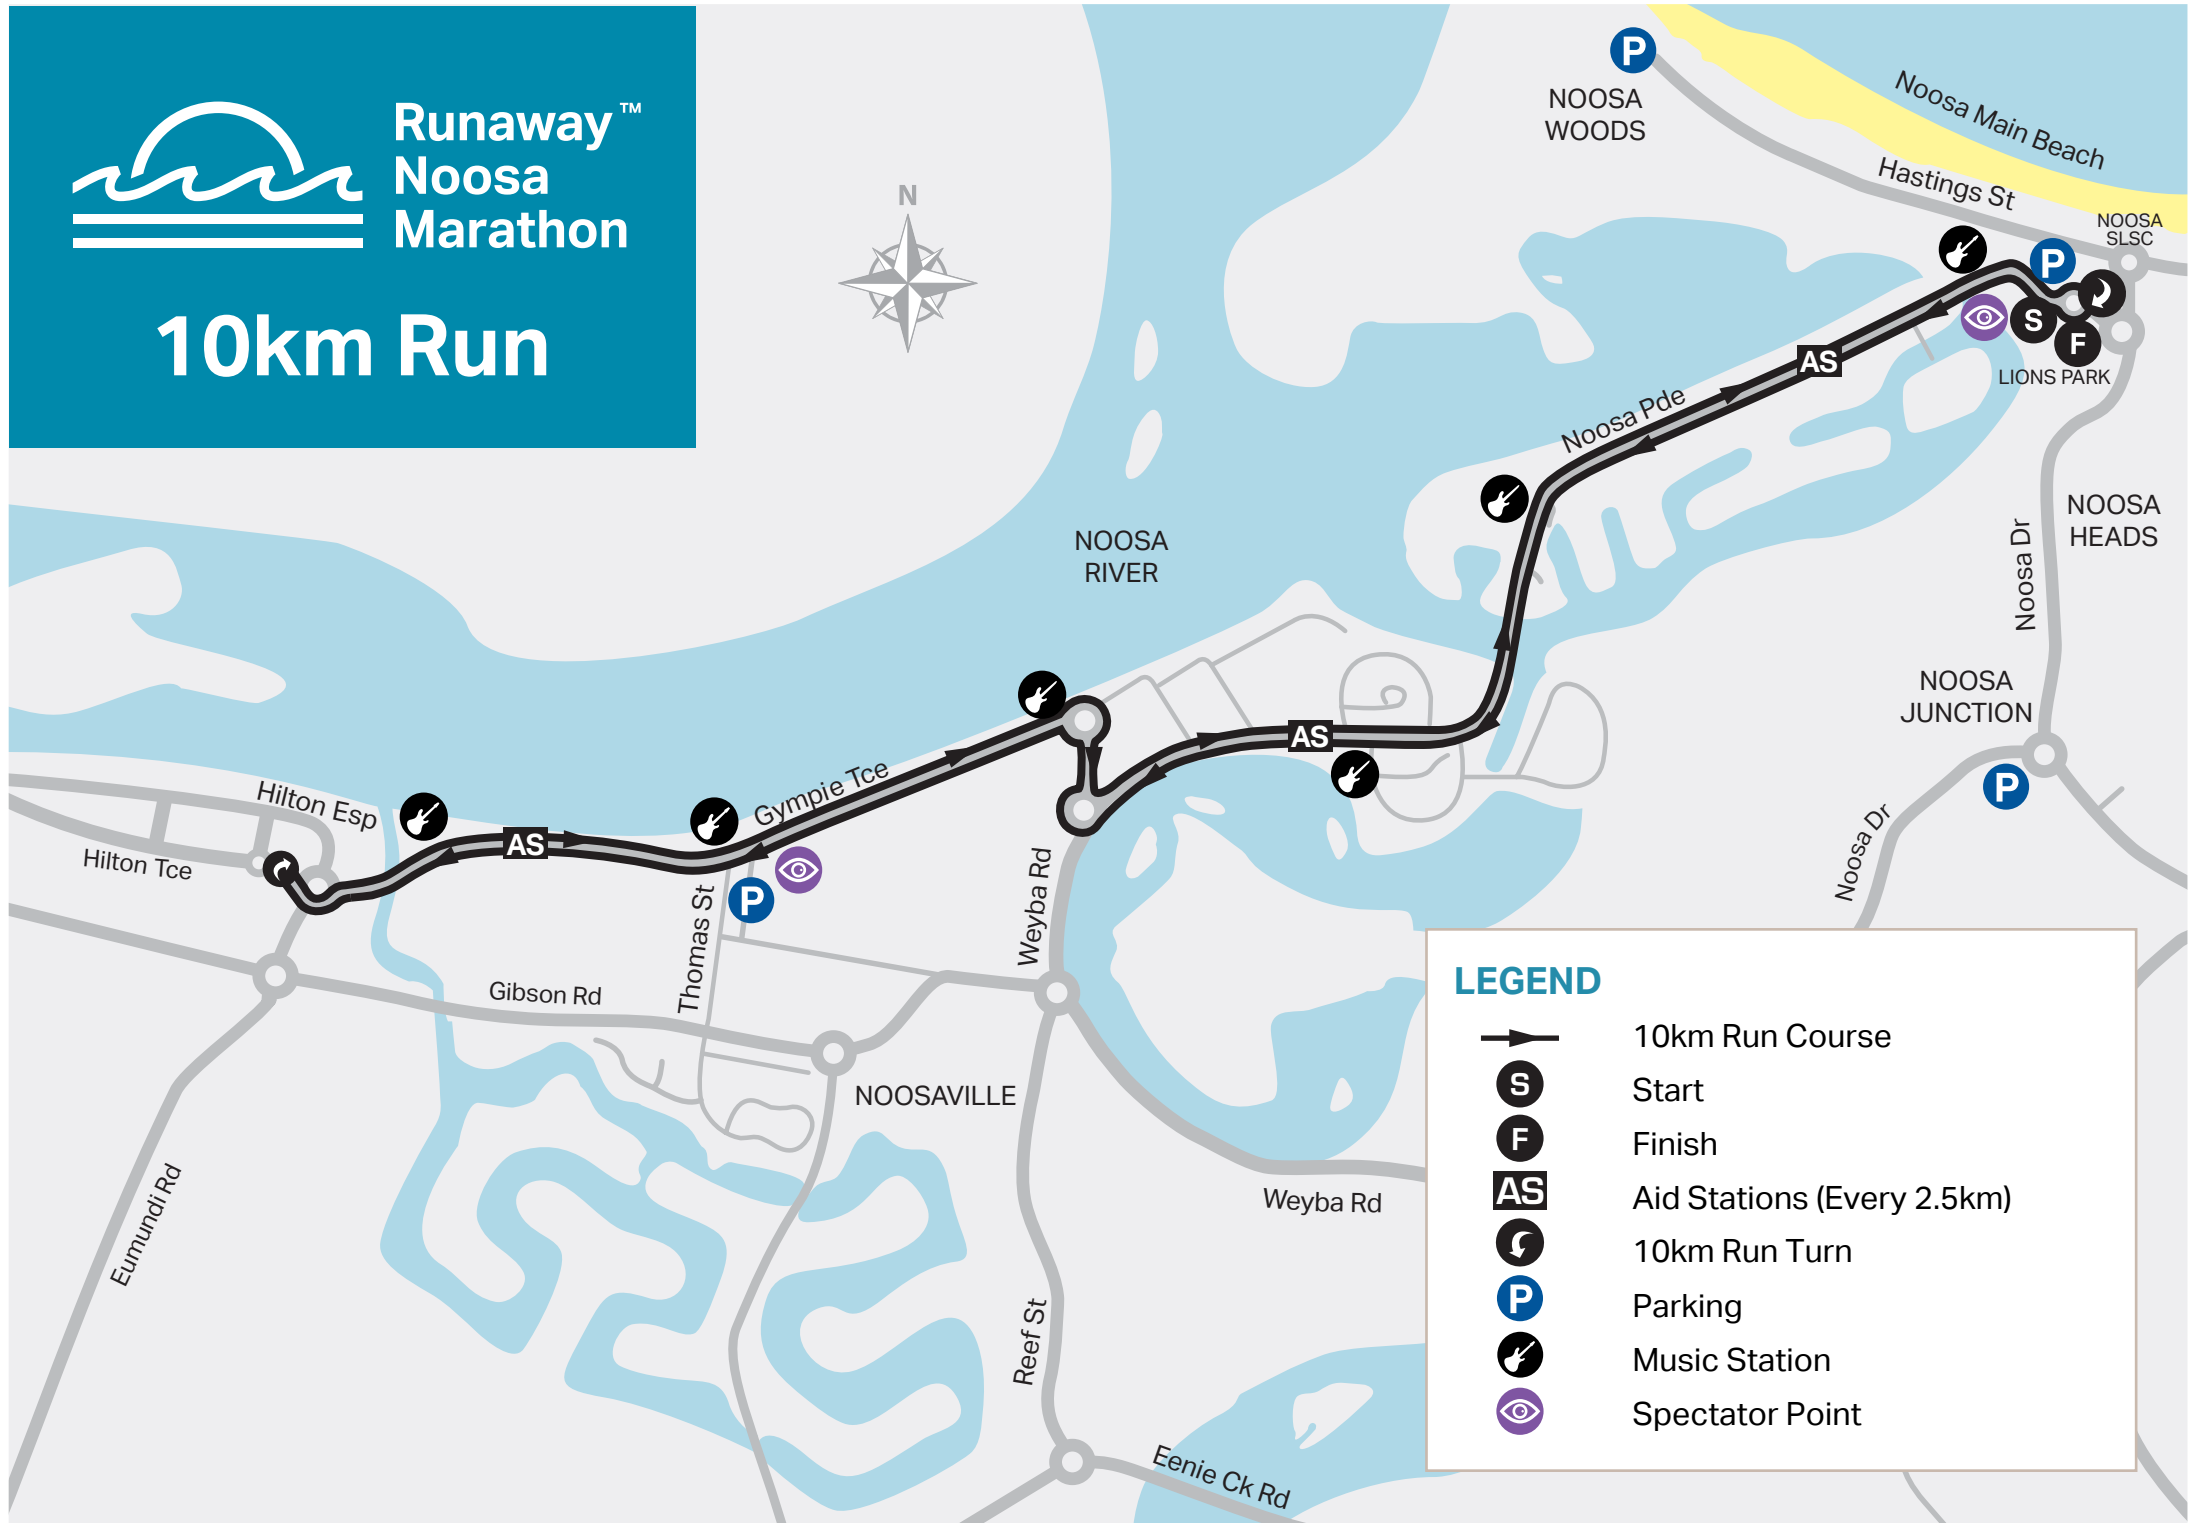 Runaway™
Noosa
Marathon
10km Run
N
P
NOOSA
WOODS
Noosa Main Beach
Hastings St
NOOSA
SLSC
P
S
F
LIONS PARK
AS
Noosa Pde
NOOSA
HEADS
Noosa Dr
NOOSA
RIVER
NOOSA
JUNCTION
P
Noosa Dr
AS
Gympie Tce
Hilton Esp
Hilton Tce
AS
P
Thomas St
Weyba Rd
Gibson Rd
NOOSAVILLE
Weyba Rd
Eumundi Rd
Reef St
Eenie Ck Rd
LEGEND
10km Run Course
S Start
F Finish
AS Aid Stations (Every 2.5km)
10km Run Turn
P Parking
Music Station
Spectator Point